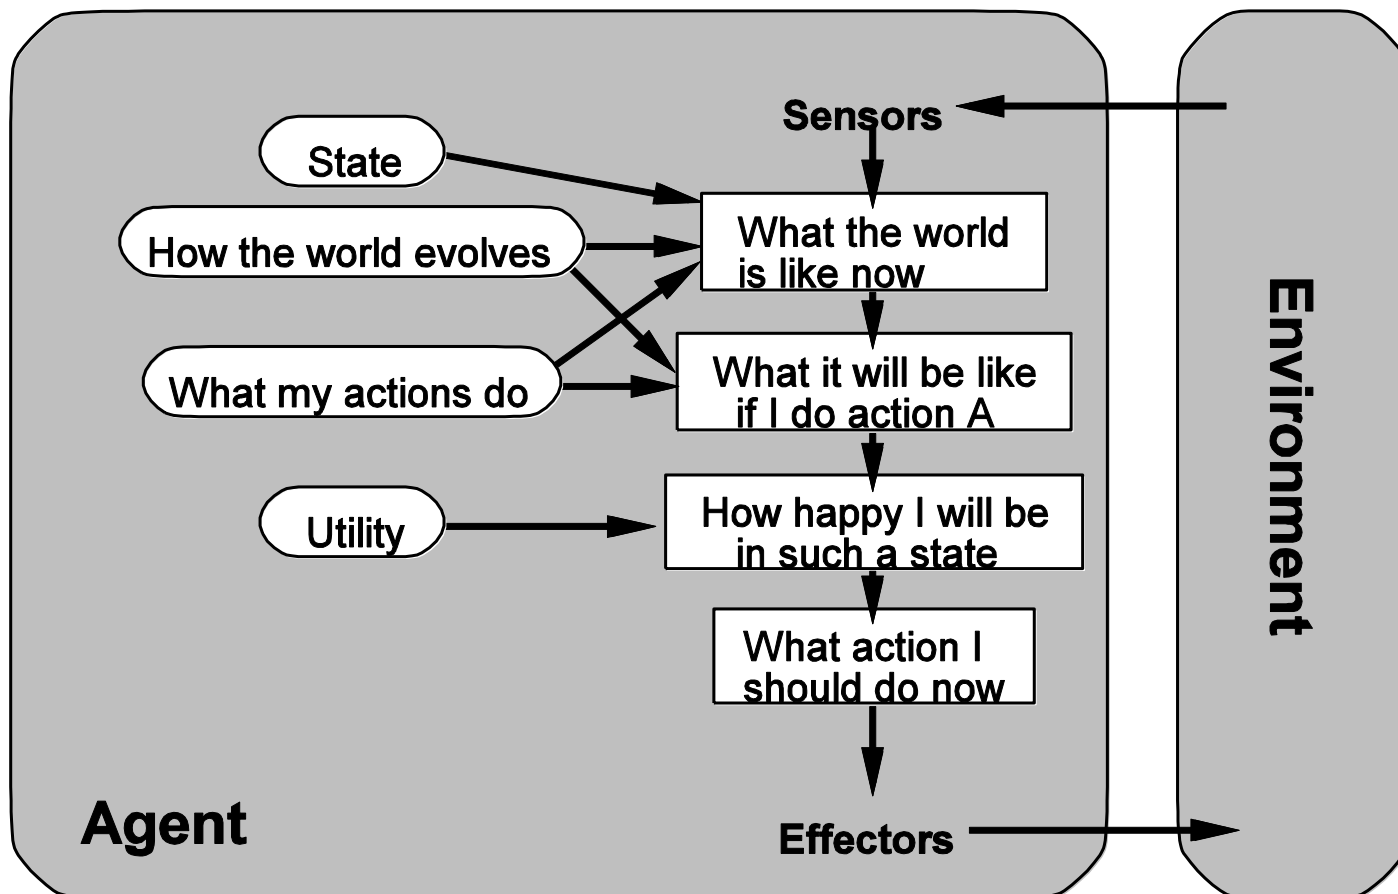 Sensors
State
What the world
is like now
How the world evolves
What it will be like
if I do action A
What my actions do
How happy I will be
in such a state
Utility
What action I
should do now
Agent
Effectors
Environment